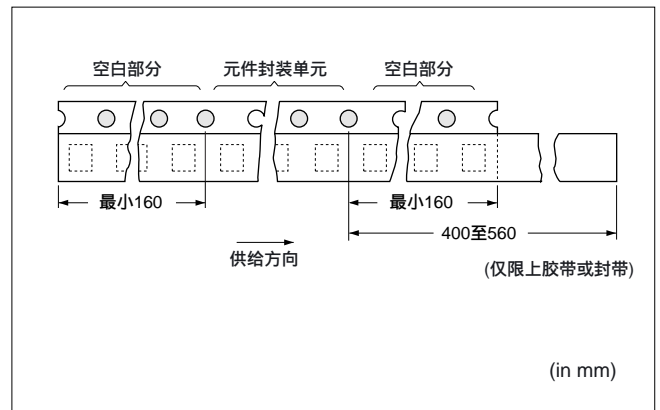 空白部分
元件封装单元
空白部分
最小160
最小160
400至560
供给方向
(仅限上胶带或封带)
(in mm)